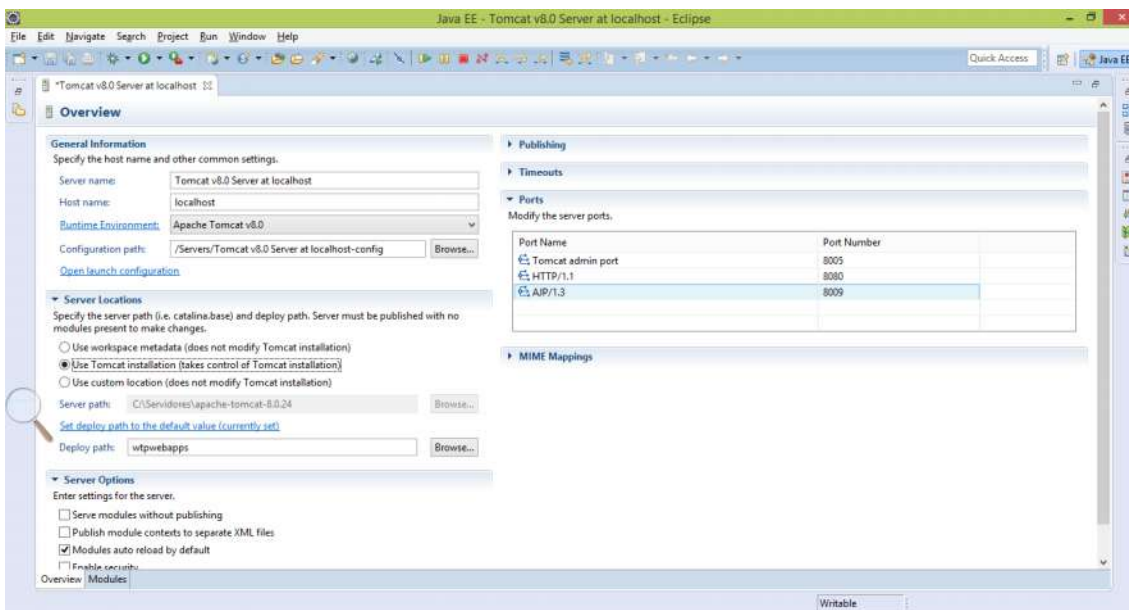 Java EE - Tomcat v8.0 Server at localhost - Eclipse
File Edit Navigate Search Project Run Window Help
Quick Access
Java EE
*Tomcat v8.0 Server at localhost
Overview
General Information
Specify the host name and other common settings.
Server name: Tomcat v8.0 Server at localhost
Host name: localhost
Runtime Environment: Apache Tomcat v8.0
Configuration path: /Servers/Tomcat v8.0 Server at localhost-config Browse...
Open launch configuration
Server Locations
Specify the server path (i.e. catalina.base) and deploy path. Server must be published with no
modules present to make changes.
Use workspace metadata (does not modify Tomcat installation)
Use Tomcat installation (takes control of Tomcat installation)
Use custom location (does not modify Tomcat installation)
Server path: C:\Servidores\apache-tomcat-8.0.24 Browse...
Set deploy path to the default value (currently set)
Deploy path: wtpwebapps Browse...
Server Options
Enter settings for the server.
Serve modules without publishing
Publish module contexts to separate XML files
Modules auto reload by default
Enable security
Publishing
Timeouts
Ports
Modify the server ports.
Port Name Port Number
Tomcat admin port 8005
HTTP/1.1 8080
AJP/1.3 8009
MIME Mappings
Overview Modules
Writable